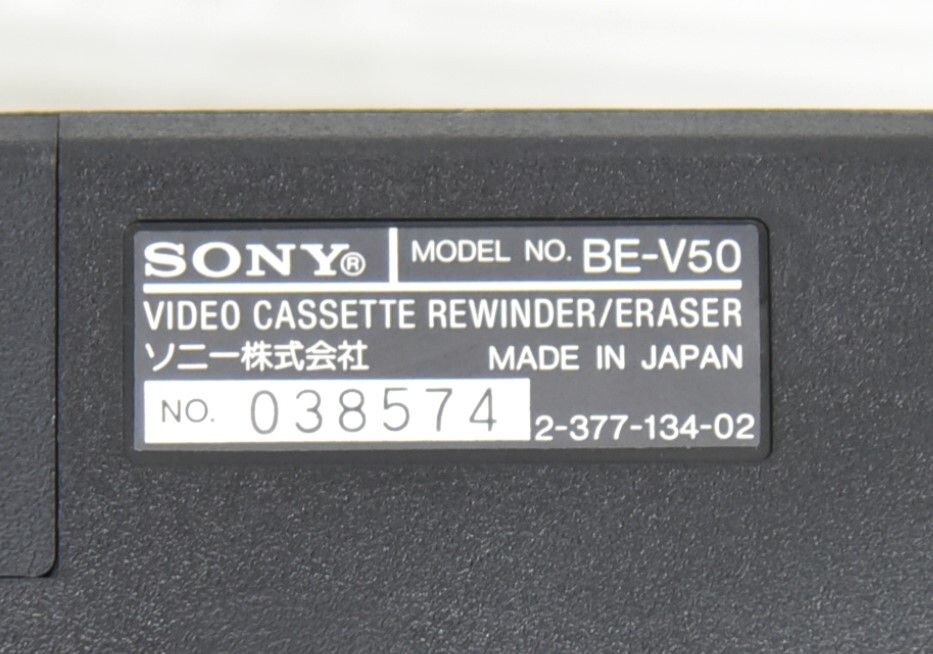 SONY® MODEL NO. BE-V50
VIDEO CASSETTE REWINDER/ERASER
ソニー株式会社 MADE IN JAPAN
NO. 038574 2-377-134-02